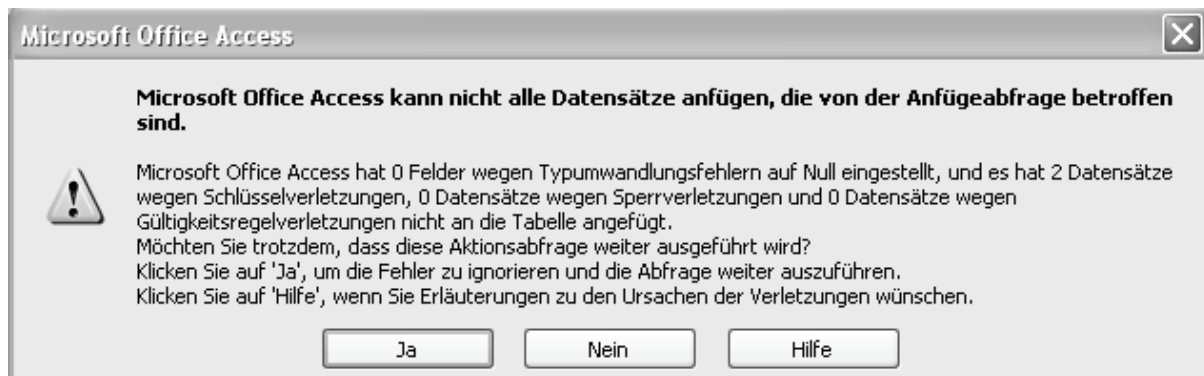 Microsoft Office Access
Microsoft Office Access kann nicht alle Datensätze anfügen, die von der Anfügeabfrage betroffen
sind.
Microsoft Office Access hat 0 Felder wegen Typumwandlungsfehlern auf Null eingestellt, und es hat 2 Datensätze
wegen Schlüsselverletzungen, 0 Datensätze wegen Sperrverletzungen und 0 Datensätze wegen
Gültigkeitsregelverletzungen nicht an die Tabelle angefügt.
Möchten Sie trotzdem, dass diese Aktionsabfrage weiter ausgeführt wird?
Klicken Sie auf 'Ja', um die Fehler zu ignorieren und die Abfrage weiter auszuführen.
Klicken Sie auf 'Hilfe', wenn Sie Erläuterungen zu den Ursachen der Verletzungen wünschen.
Ja Nein Hilfe